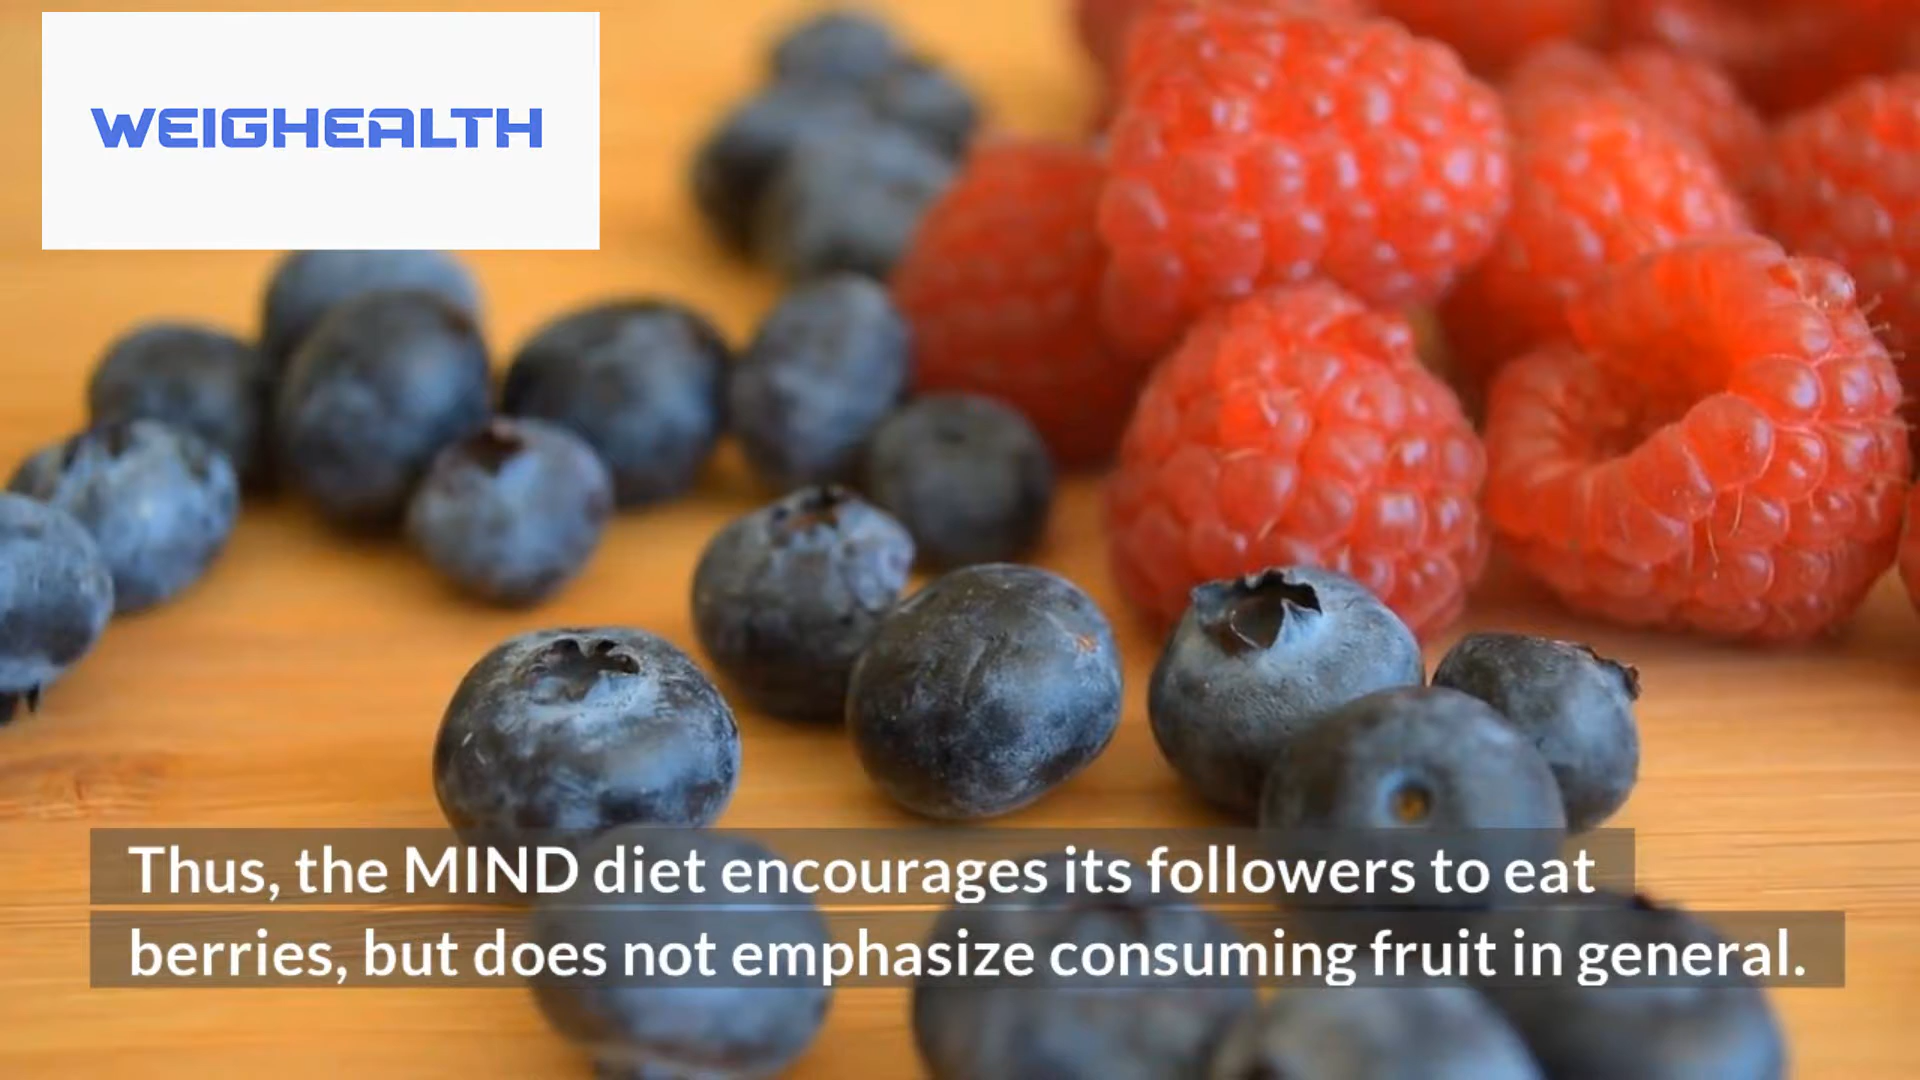 WEIGHEALTH
Thus, the MIND diet encourages its followers to eat
berries, but does not emphasize consuming fruit in general.